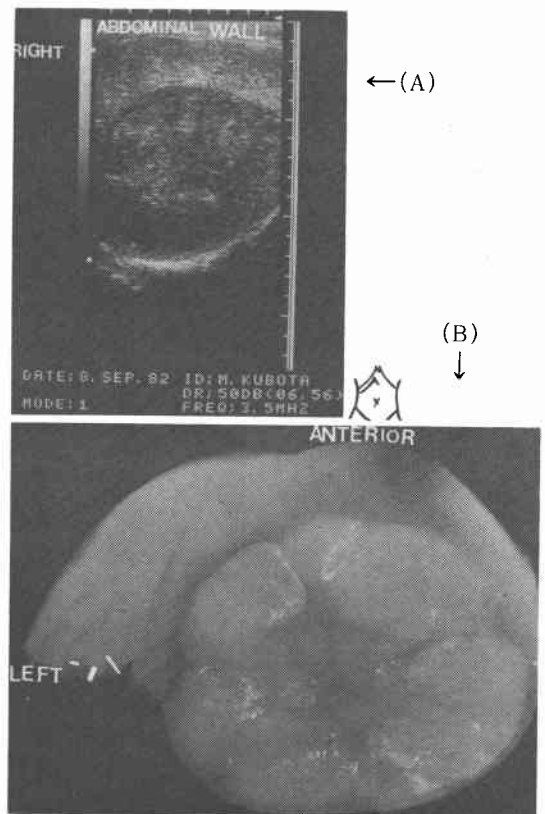 ABDOMINAL WALL
RIGHT
←(A)
(B)
↓
DATE: 8. SEP. 82 ID: M. KUBOTA
DR: 50DB(06,56)
MODE: 1 FREQ: 3.5MHZ
ANTERIOR
LEFT